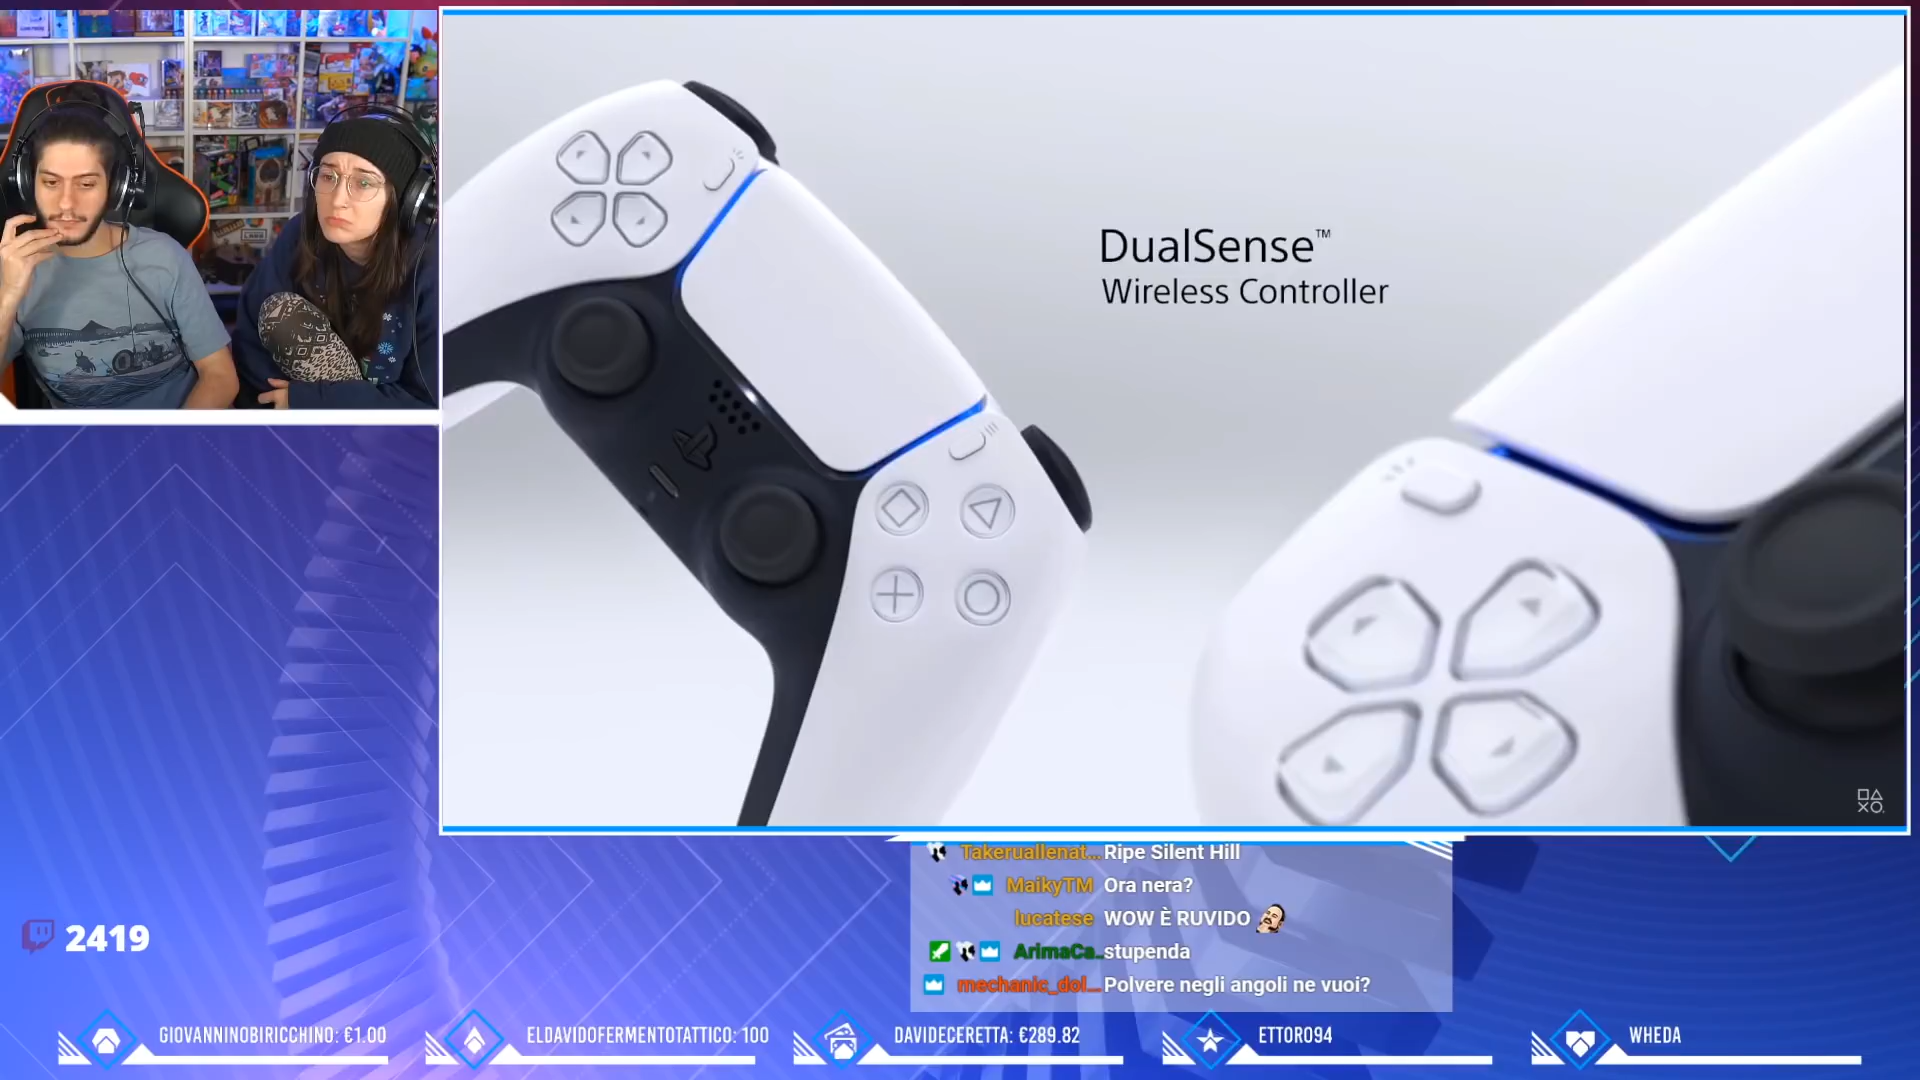 DualSense™
Wireless Controller
Takeruallenat... Ripe Silent Hill
MaikyTM Ora nera?
lucatese WOW È RUVIDO
ArimaCa.. stupenda
mechanic_dol... Polvere negli angoli ne vuoi?
2419
GIOVANNINOBIRICCHINO: €1.00
ELDAVIDOFERMENTOTATTICO: 100
DAVIDECERETTA: €289.82
ETTORO94
WHEDA